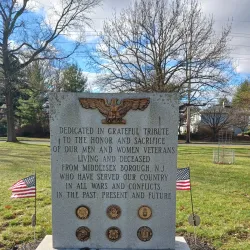 DEDICATED IN GRATEFUL TRIBUTE
TO THE HONOR AND SACRIFICE
OF OUR MEN AND WOMEN VETERANS
LIVING AND DECEASED
FROM MIDDLESEX BOROUGH, N.J.
WHO HAVE SERVED OUR COUNTRY
IN ALL WARS AND CONFLICTS
IN THE PAST, PRESENT AND FUTURE